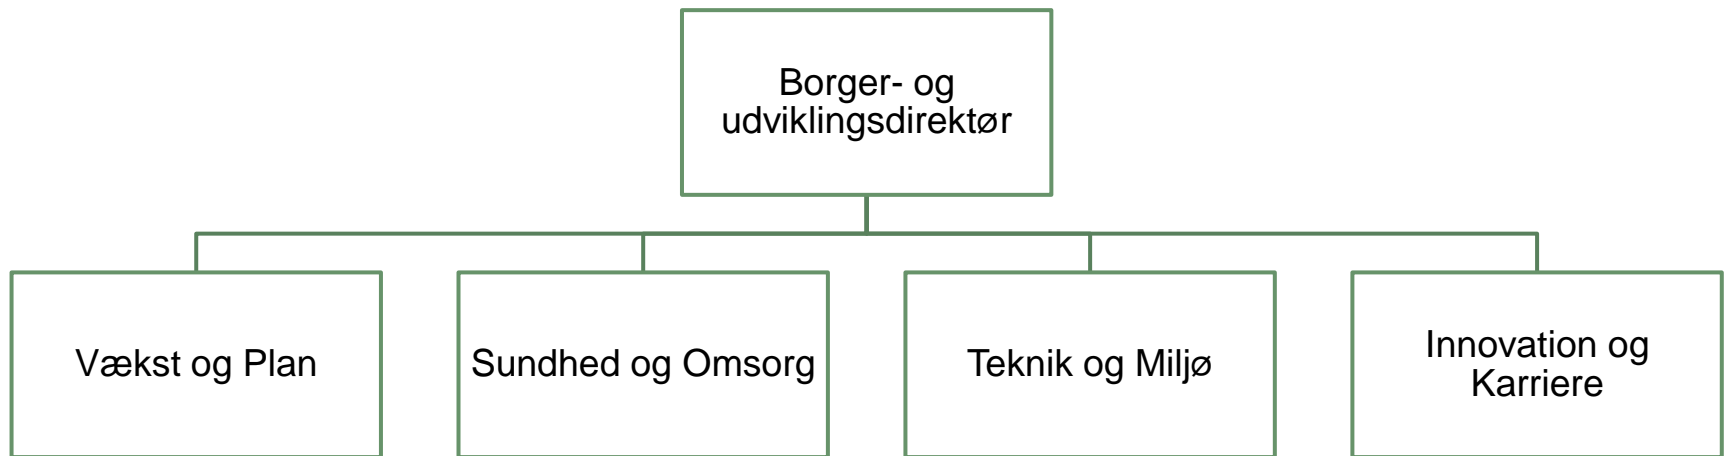 Borger- og
udviklingsdirektør
Vækst og Plan
Sundhed og Omsorg
Teknik og Miljø
Innovation og
Karriere